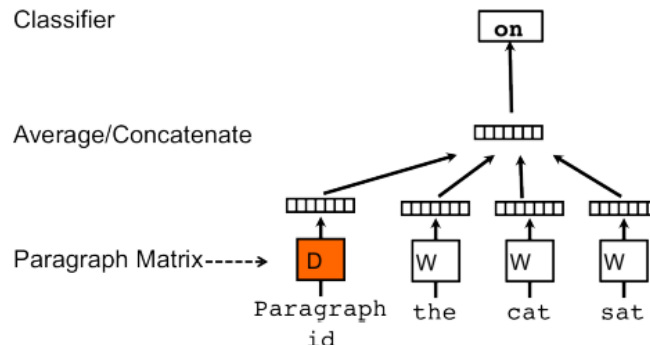 Classifier
on
Average/Concatenate
Paragraph Matrix
D
W
W
W
Paragraph
id
the
cat
sat